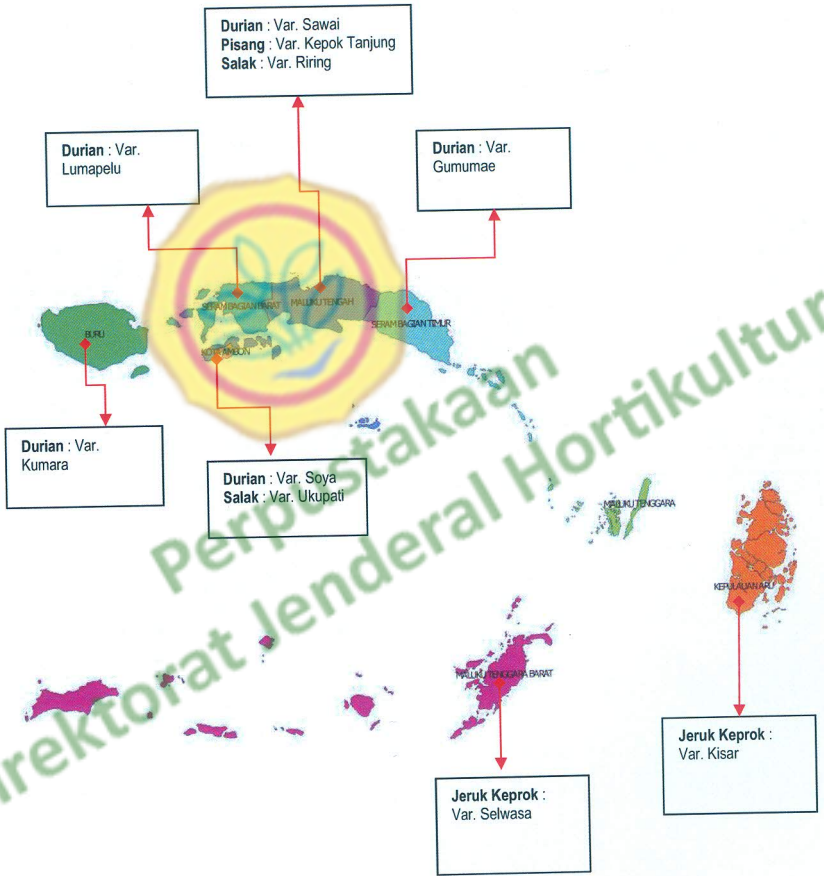 Durian : Var. Sawai
Pisang : Var. Kepok Tanjung
Salak : Var. Riring
Durian : Var.
Lumapelu
Durian : Var.
Gumumae
SERAM BAGIAN BARAT
MALUKU TENGAH
SERAM BAGIAN TIMUR
BURU
KOTA AMBON
Durian : Var.
Kumara
Durian : Var. Soya
Salak : Var. Ukupati
MALUKU TENGGARA
KEPULAUAN ARU
MALUKU TENGGARA BARAT
Jeruk Keprok :
Var. Kisar
Jeruk Keprok :
Var. Selwasa
Perpustakaan
Direktorat Jenderal Hortikultur